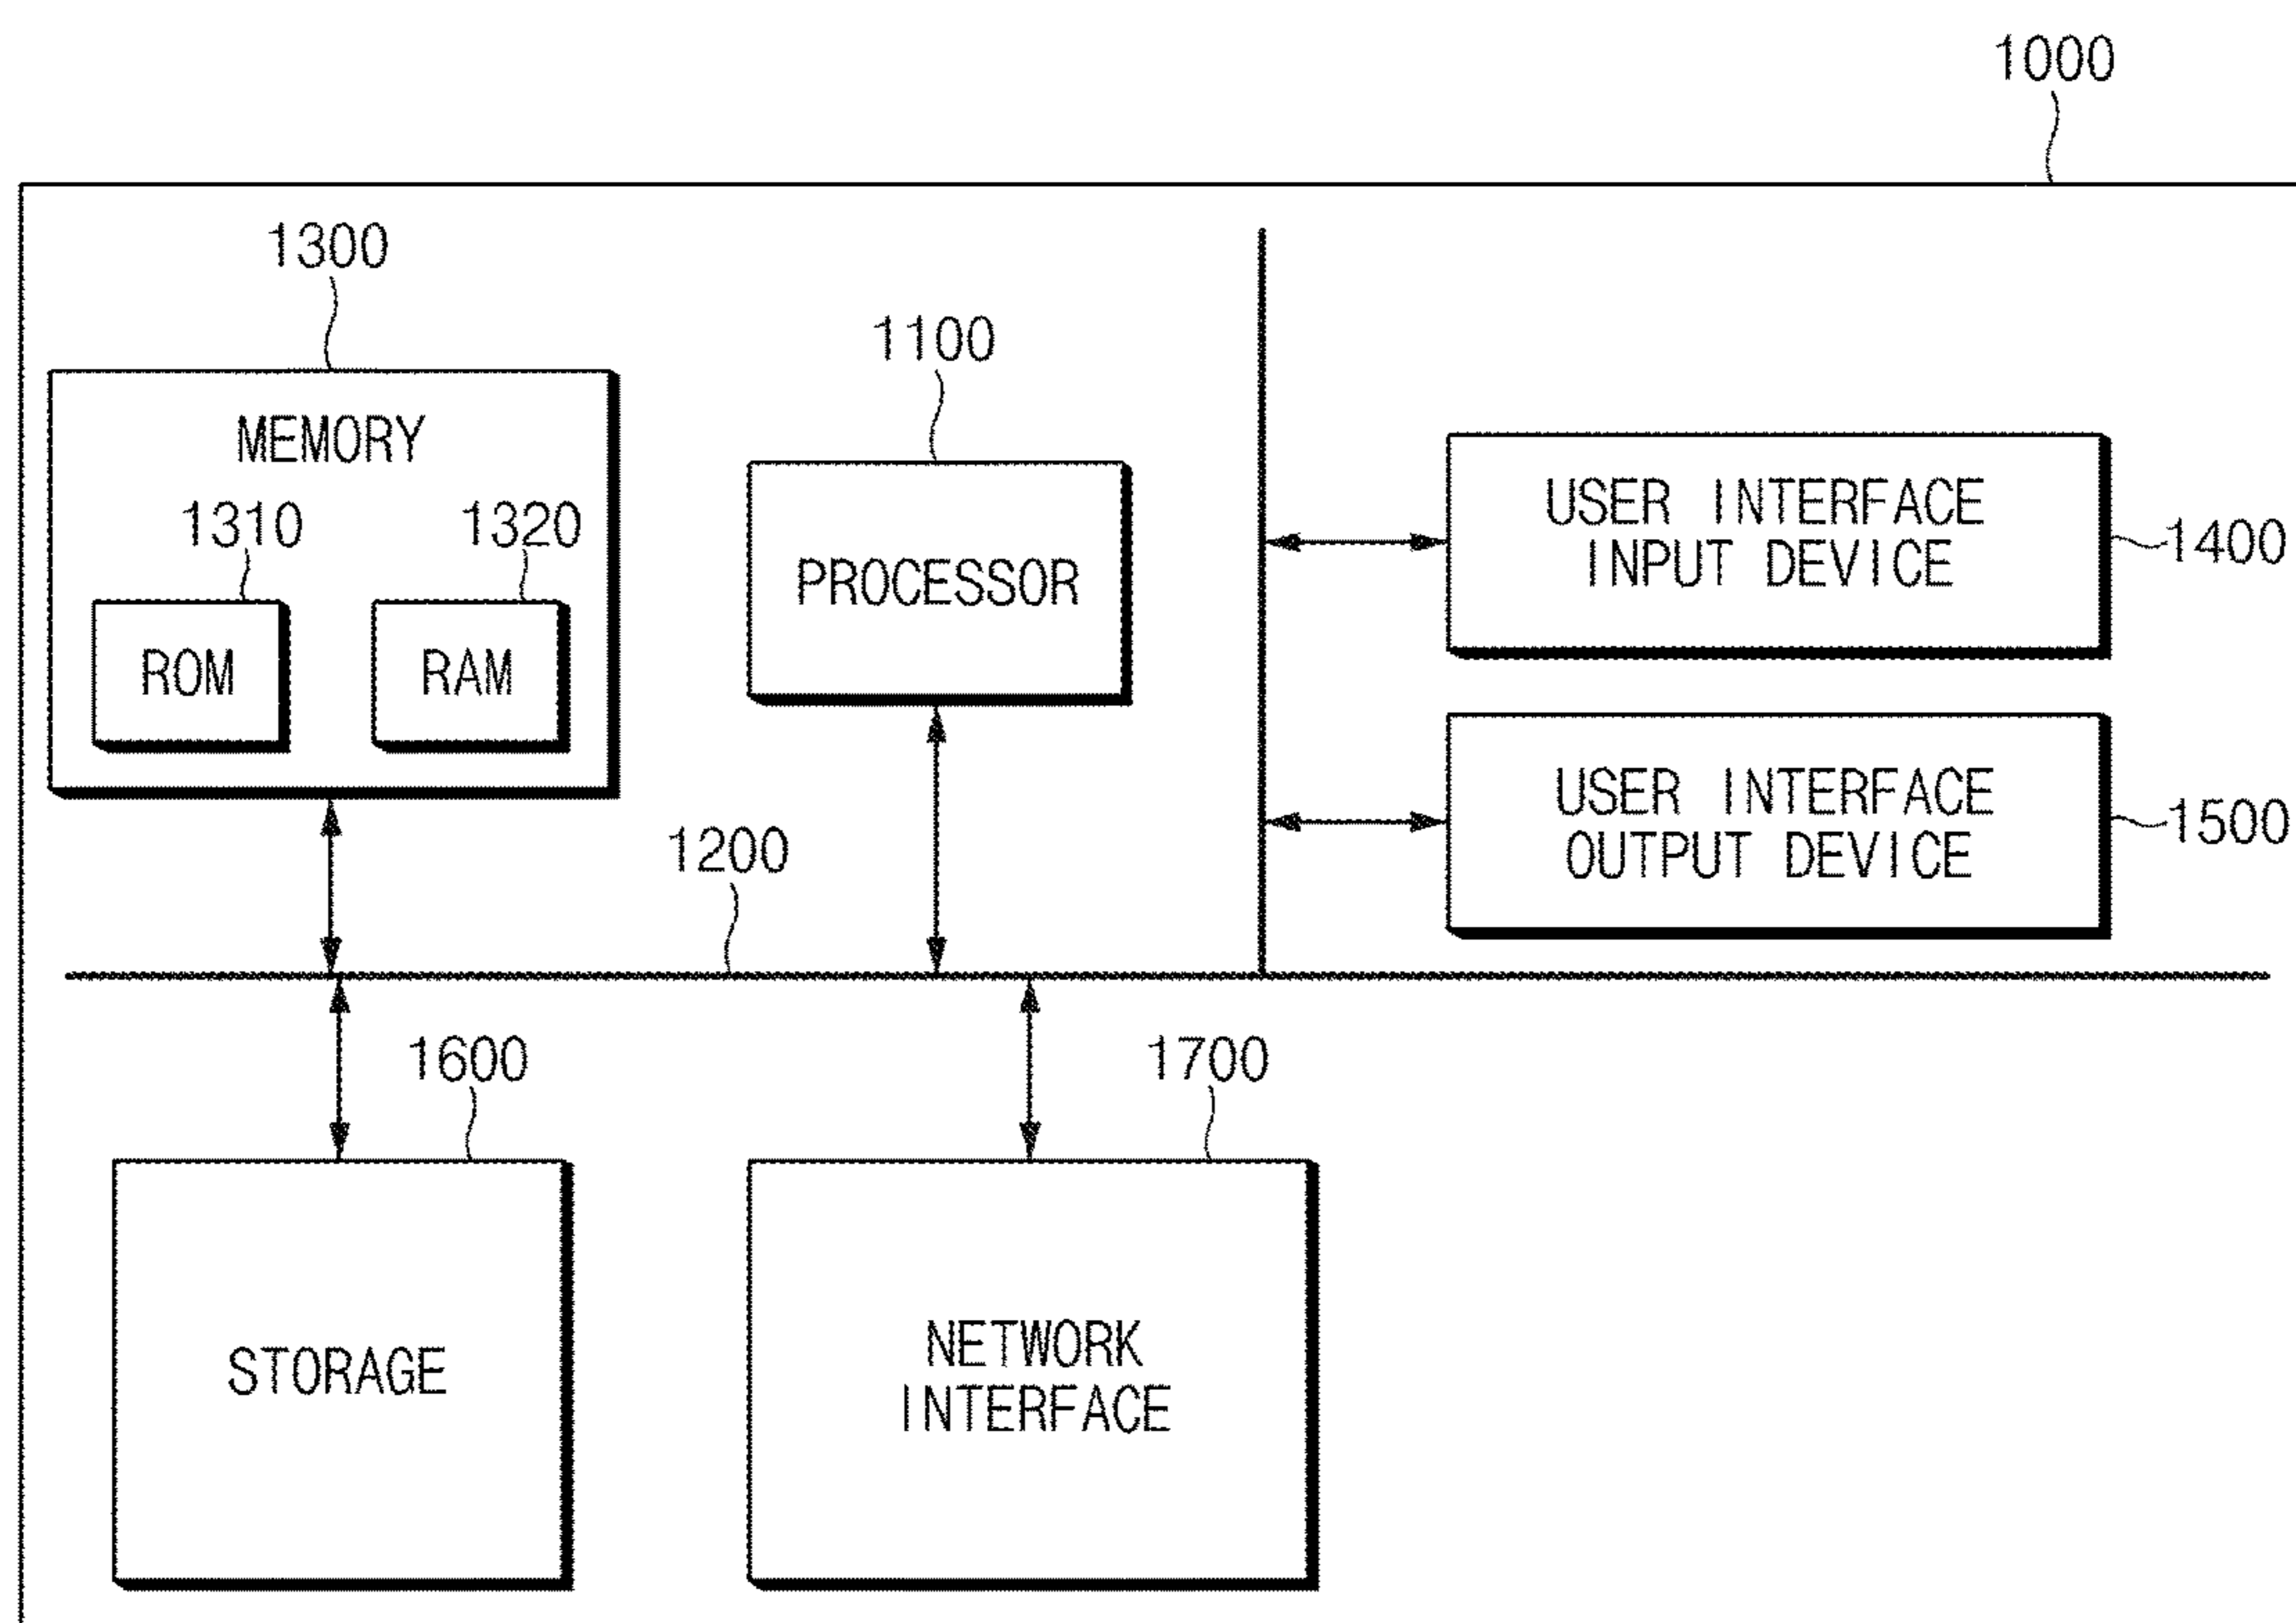 1000
1300
1100
MEMORY
1310
1320
ROM
RAM
PROCESSOR
USER INTERFACE
INPUT DEVICE
1400
USER INTERFACE
OUTPUT DEVICE
1500
1200
1600
1700
STORAGE
NETWORK
INTERFACE